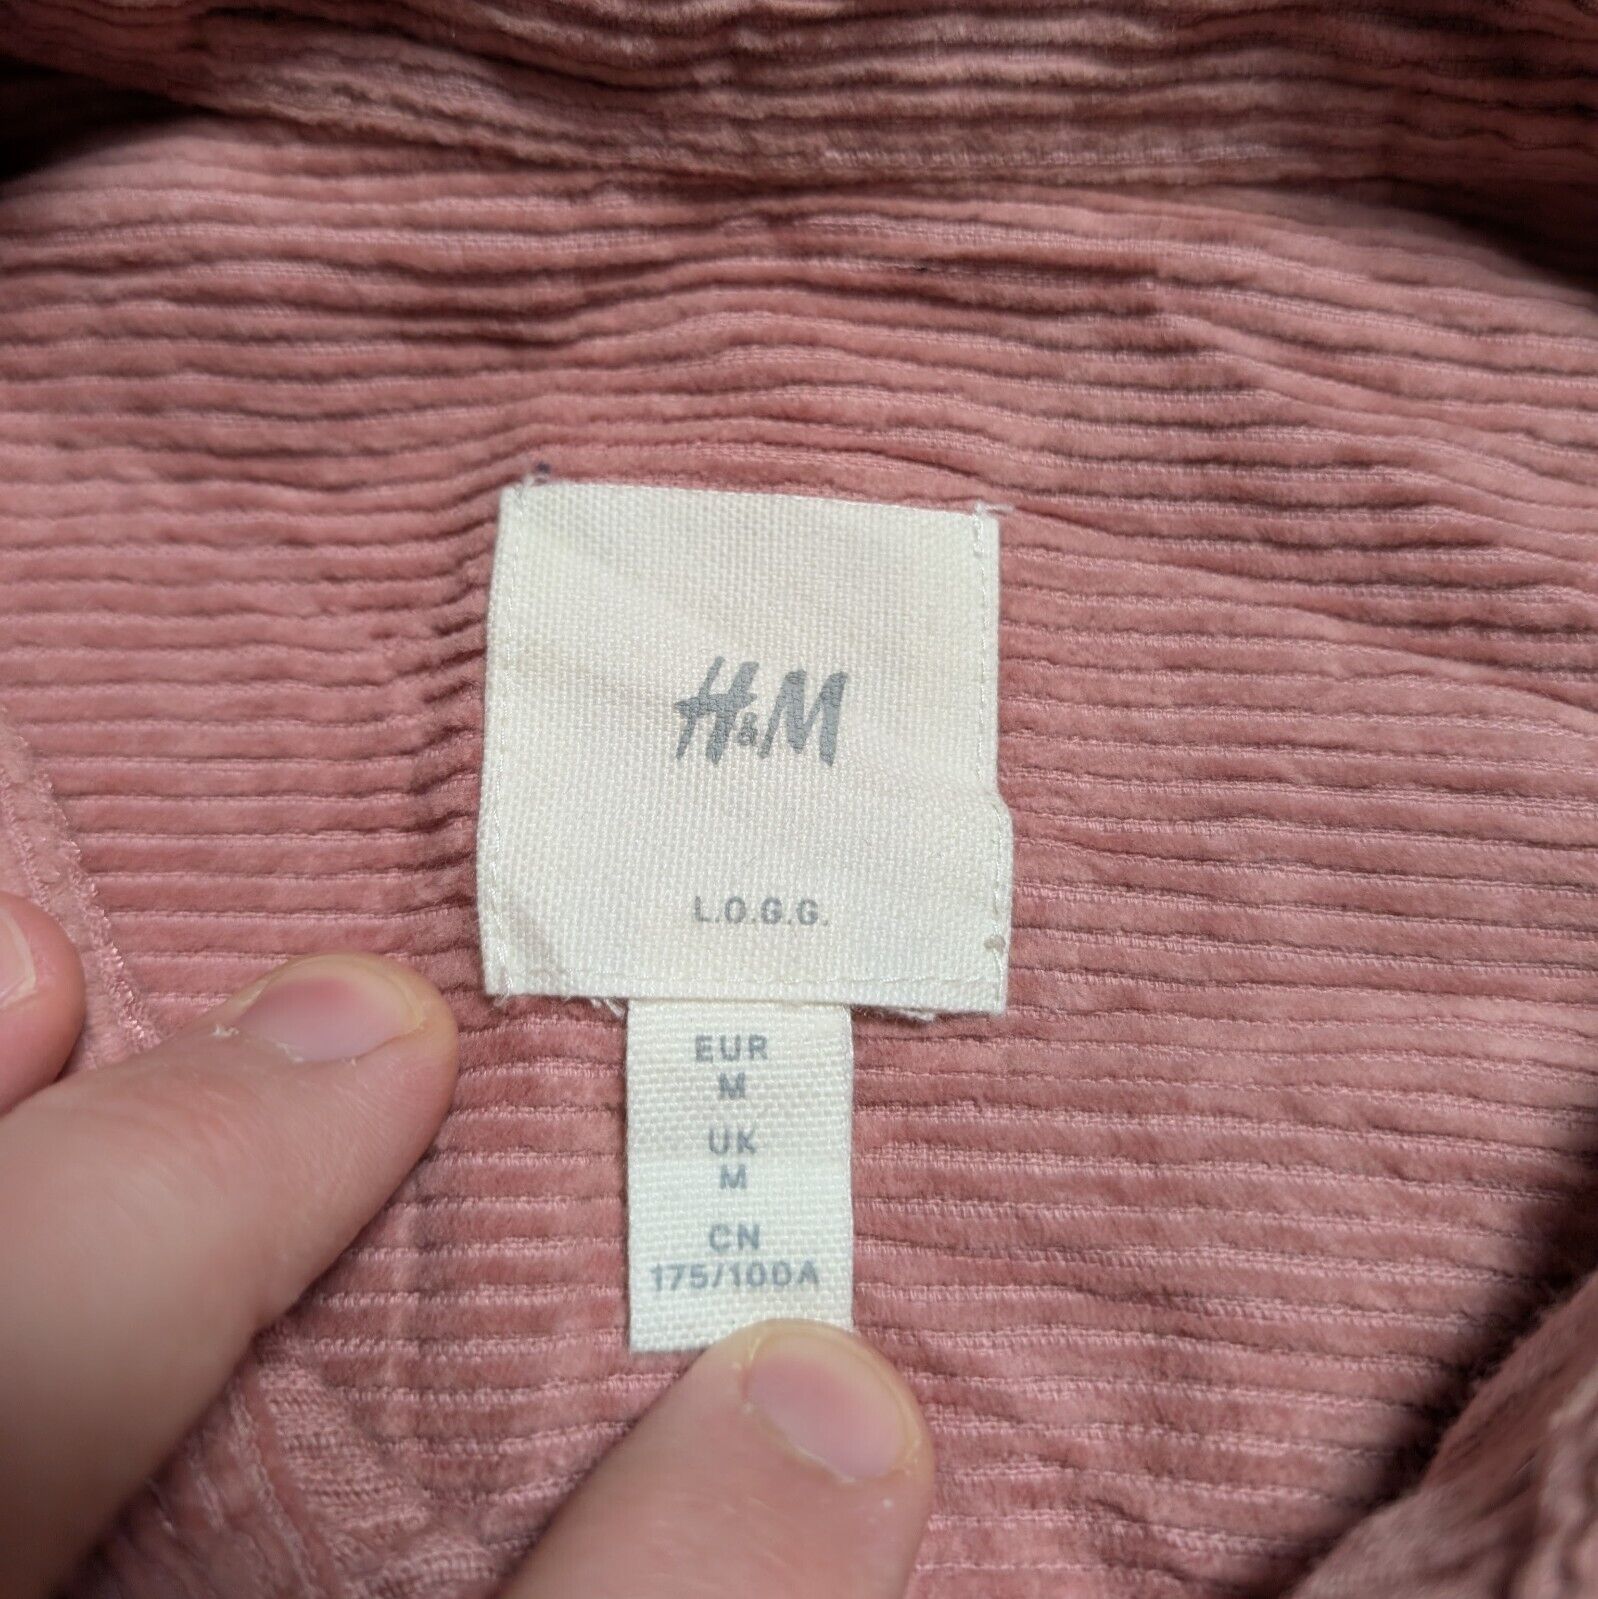 H&M
L.O.G.G.
EUR
M
UK
M
CN
175/100A